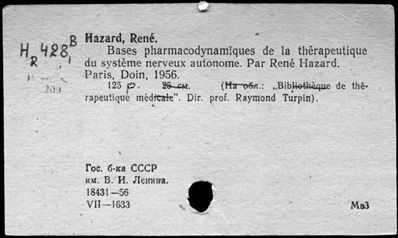 Hazard, René.
Н 428 В
Bases pharmacodynamiques de la thérapeutique
du système nerveux autonome. Par René Hazard.
Paris, Doin, 1956.
125 p. 25 см. (На обл.: „Bibliothèque de thé-
rapeutique médicale". Dir. prof. Raymond Turpin).
Гос. б-ка СССР
им. В. И. Ленина.
18431—56
VII—1633
Мв3